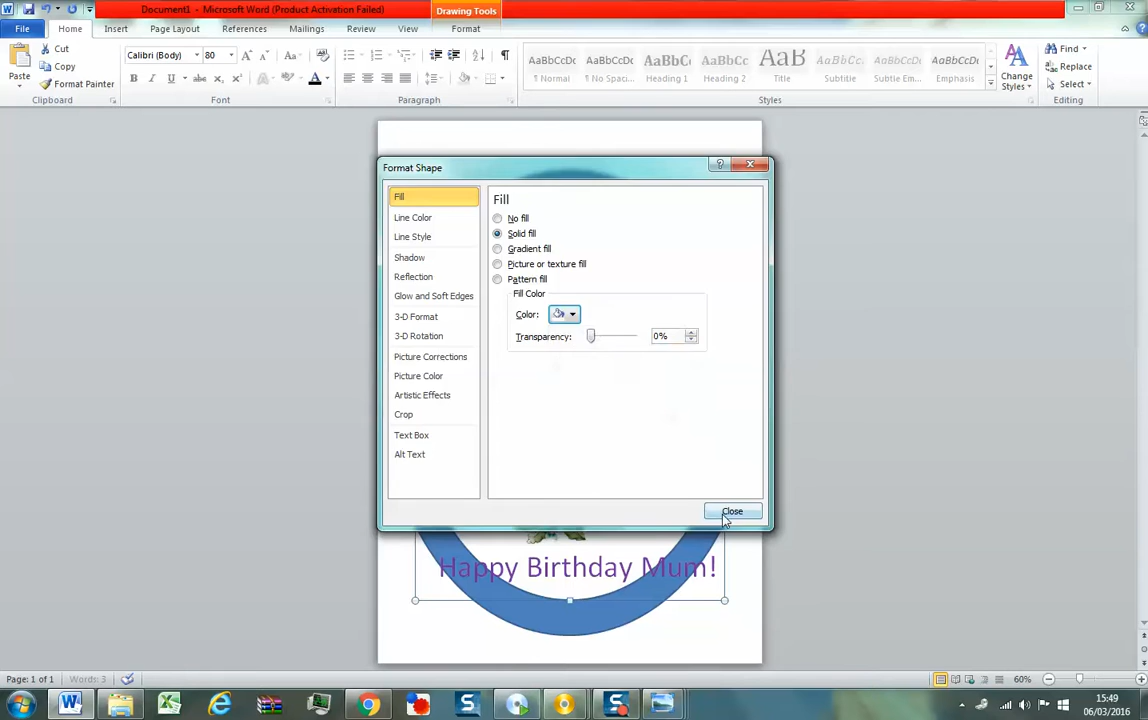 Document1 - Microsoft Word (Product Activation Failed)
Drawing Tools
File Home Insert Page Layout References Mailings Review View Format
Paste
Cut
Copy
Format Painter
Clipboard
Calibri (Body) 80
Font
Paragraph
AaBbCcDc AaBbCcDc AaBbCc AaBbCc AaB AaBbCc. AaBbCcDc AaBbCcDc
¶ Normal ¶ No Spaci... Heading 1 Heading 2 Title Subtitle Subtle Em... Emphasis
Styles
Change Styles
Find
Replace
Select
Editing
Format Shape
Fill
Line Color
Line Style
Shadow
Reflection
Glow and Soft Edges
3-D Format
3-D Rotation
Picture Corrections
Picture Color
Artistic Effects
Crop
Text Box
Alt Text
Fill
No fill
Solid fill
Gradient fill
Picture or texture fill
Pattern fill
Fill Color
Color:
Transparency: 0%
Close
Happy Birthday Mum!
Page: 1 of 1 Words: 3
60%
15:49
06/03/2016